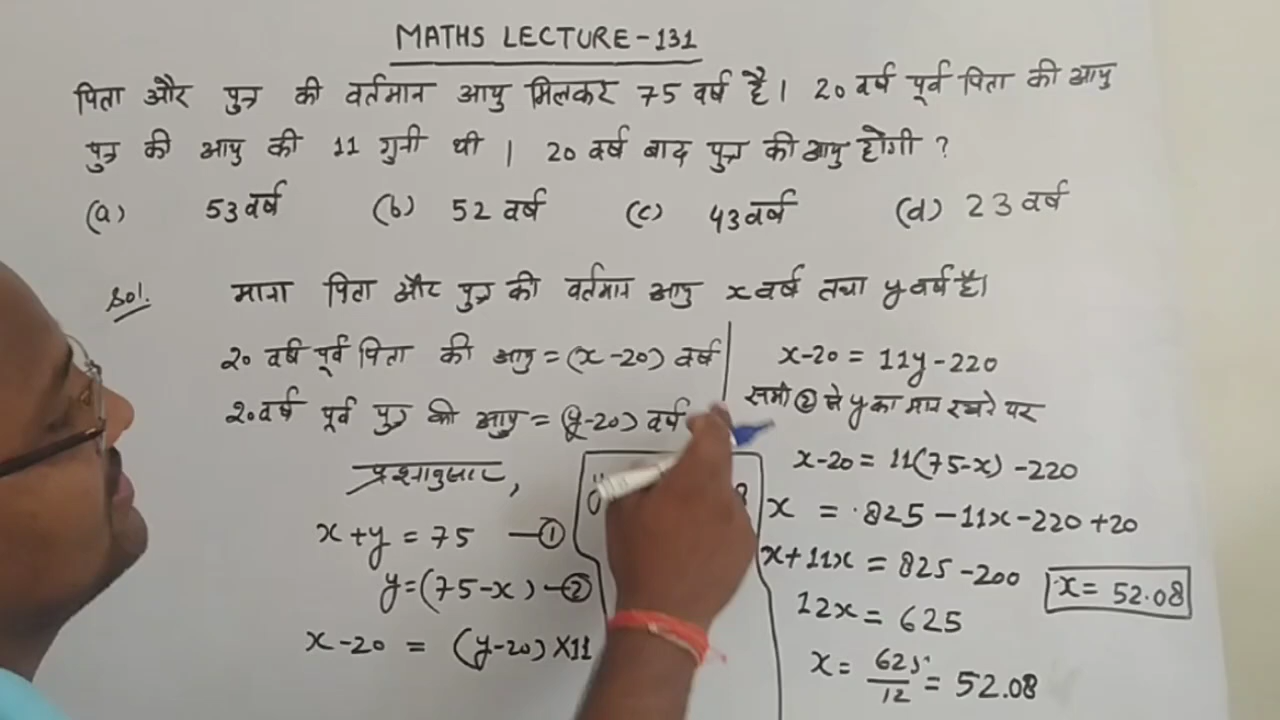 MATHS LECTURE-131
पिता और पुत्र की वर्तमान आयु मिलकर 75 वर्ष है। 20 वर्ष पूर्व पिता की आयु
पुत्र की आयु की 11 गुनी थी । 20 वर्ष बाद पुत्र की आयु होगी ?
(a) 53 वर्ष (b) 52 वर्ष (c) 43 वर्ष (d) 23 वर्ष
Sol. माना पिता और पुत्र की वर्तमान आयु x वर्ष तथा y वर्ष है।
20 वर्ष पूर्व पिता की आयु = (x-20) वर्ष
20 वर्ष पूर्व पुत्र की आयु = (y-20) वर्ष
प्रश्नानुसार,
x+y = 75 —①
y=(75-x) —②
x-20 = (y-20)×11
x-20 = 11y-220
समी ② से y का मान रखने पर
x-20 = 11(75-x) -220
x = 825-11x-220+20
x+11x = 825-200
12x = 625
x = 625/12 = 52.08
x = 52.08